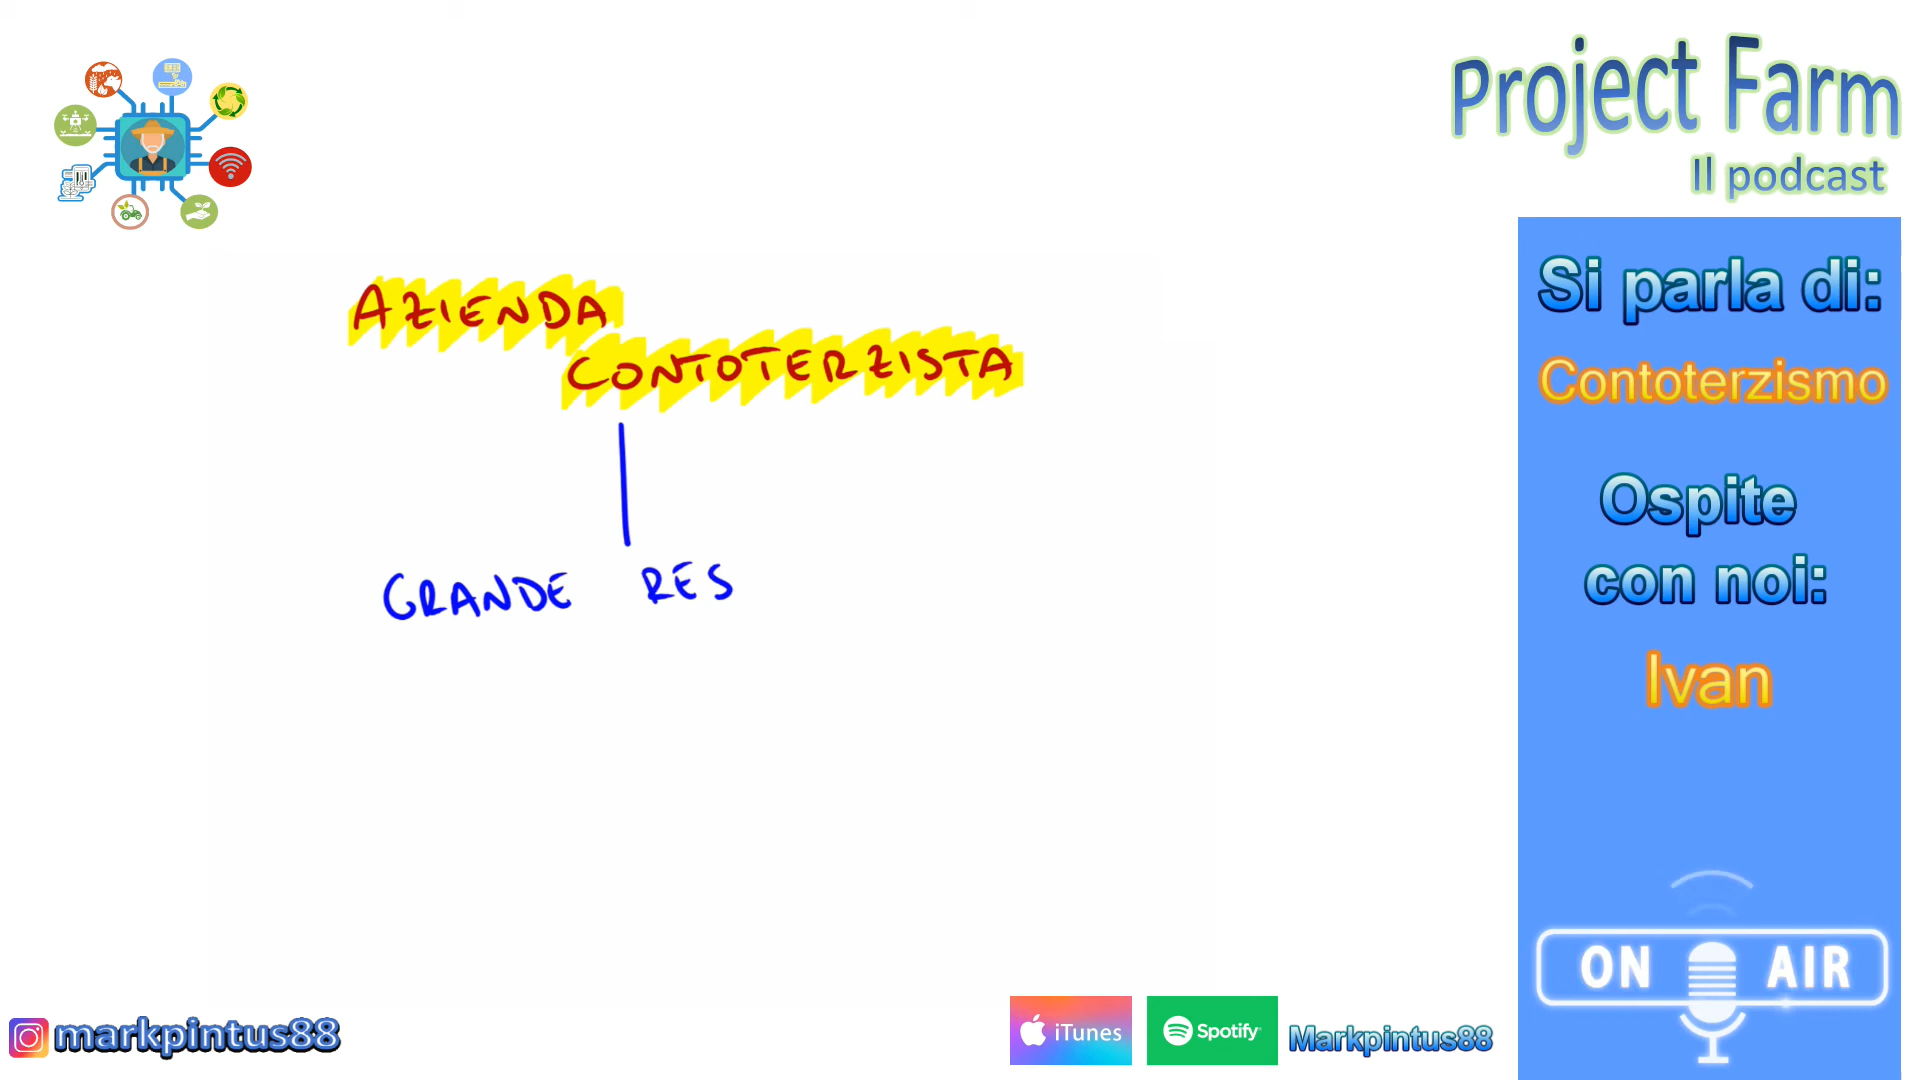 Project Farm
Il podcast
AZIENDA
CONTOTERZISTA
GRANDE RES
Si parla di:
Contoterzismo
Ospite
con noi:
Ivan
ON AIR
markpintus88
iTunes
Spotify
Markpintus88